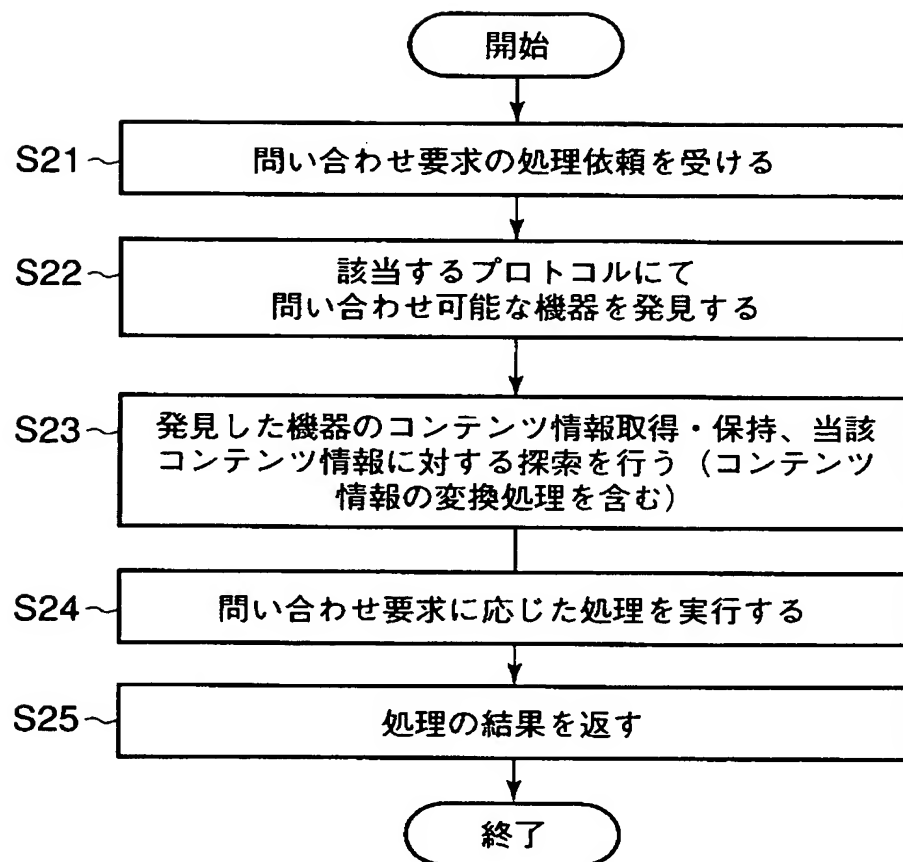 開始
S21
問い合わせ要求の処理依頼を受ける
S22
該当するプロトコルにて
問い合わせ可能な機器を発見する
S23
発見した機器のコンテンツ情報取得・保持、当該
コンテンツ情報に対する探索を行う（コンテンツ
情報の変換処理を含む）
S24
問い合わせ要求に応じた処理を実行する
S25
処理の結果を返す
終了